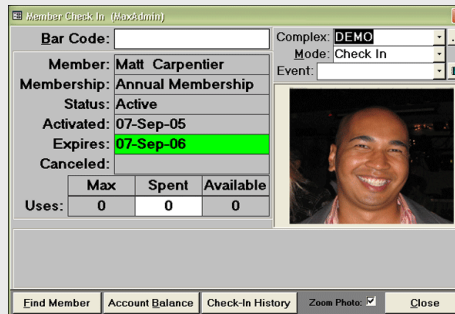 Member Check In (MaxAdmin)
Bar Code:
Complex: DEMO
Mode: Check In
Event:
Member: Matt Carpentier
Membership: Annual Membership
Status: Active
Activated: 07-Sep-05
Expires: 07-Sep-06
Canceled:
Max Spent Available
Uses: 0 0 0
Find Member Account Balance Check-In History Zoom Photo: Close